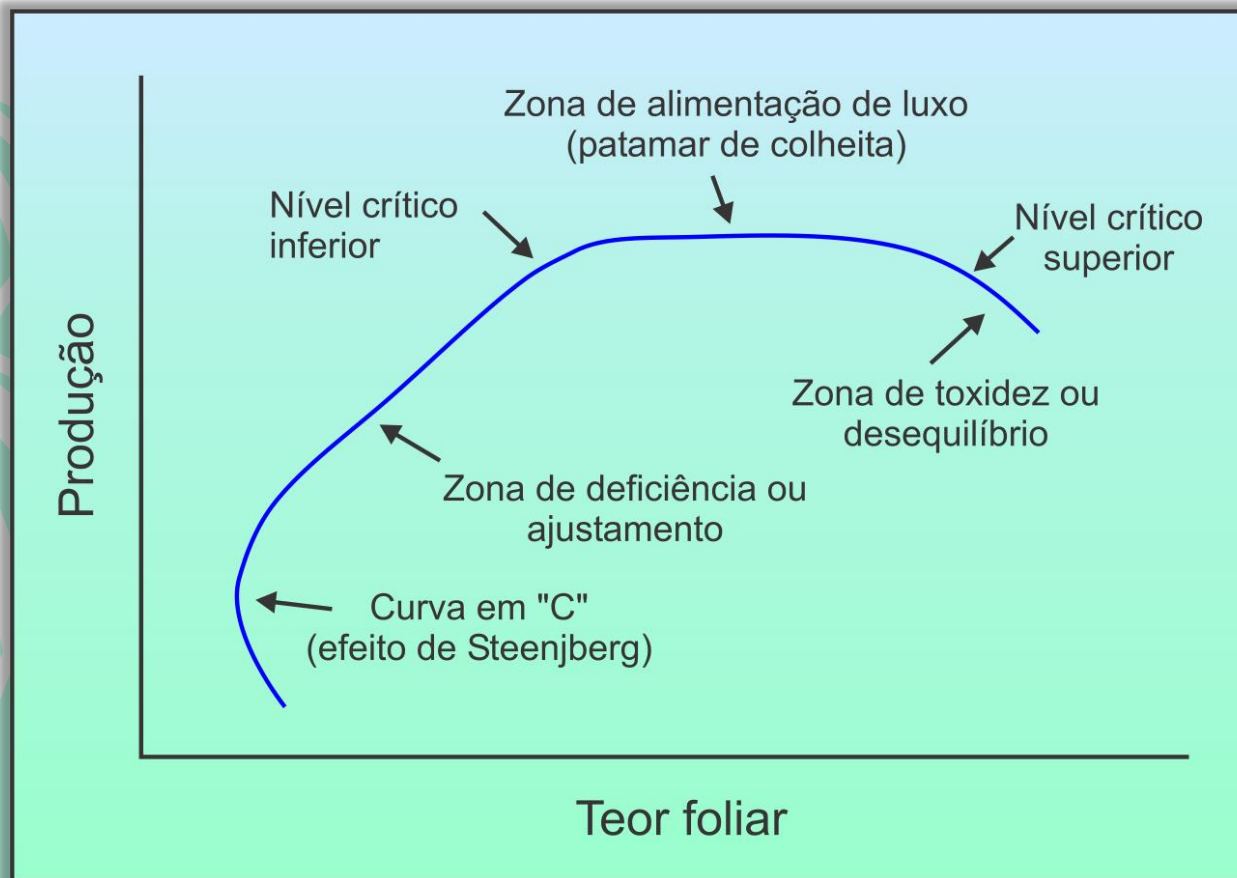 Zona de alimentação de luxo
(patamar de colheita)
Nível crítico
inferior
Nível crítico
superior
Produção
Zona de toxidez ou
desequilíbrio
Zona de deficiência ou
ajustamento
Curva em "C"
(efeito de Steenjberg)
Teor foliar